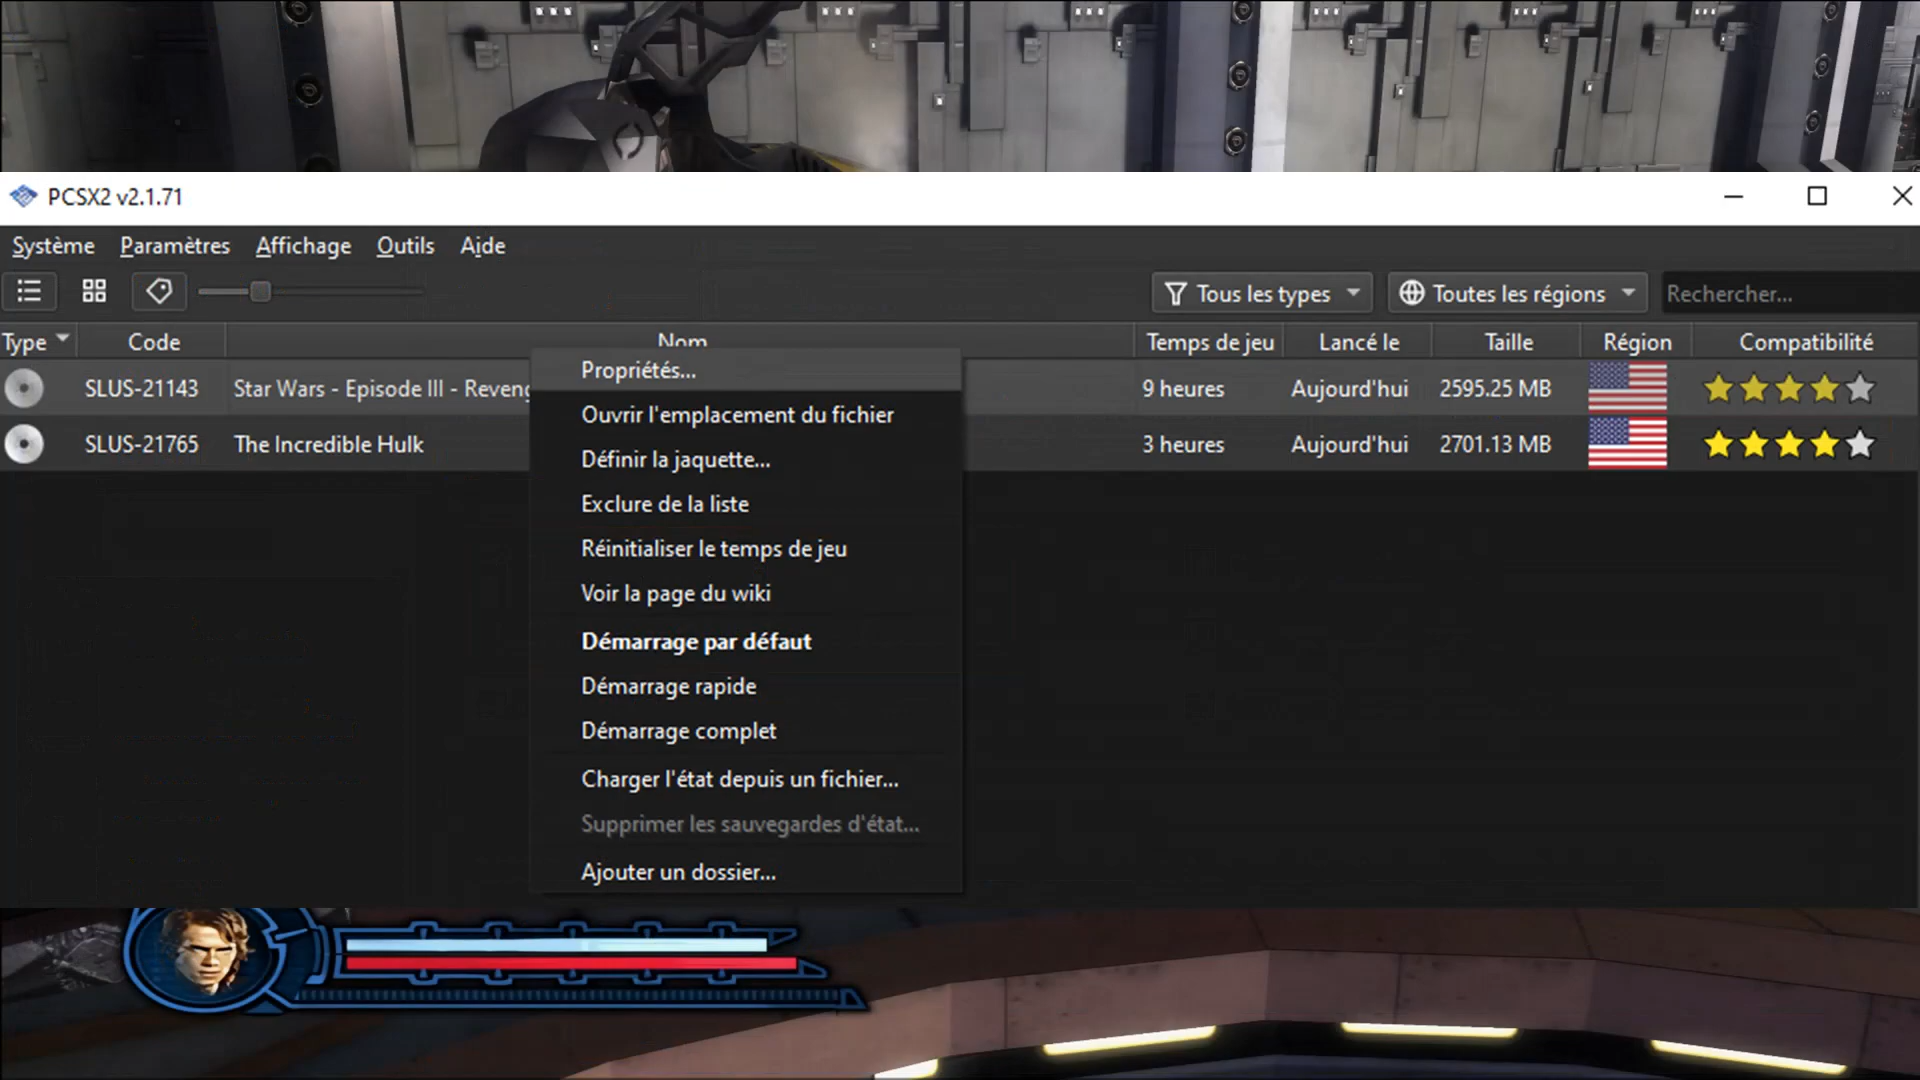 PCSX2 v2.1.71
Système Paramètres Affichage Outils Aide
Tous les types Toutes les régions Rechercher...
Type Code Nom Temps de jeu Lancé le Taille Région Compatibilité
SLUS-21143 Star Wars - Episode III - Reveng 9 heures Aujourd'hui 2595.25 MB
SLUS-21765 The Incredible Hulk 3 heures Aujourd'hui 2701.13 MB
Propriétés...
Ouvrir l'emplacement du fichier
Définir la jaquette...
Exclure de la liste
Réinitialiser le temps de jeu
Voir la page du wiki
Démarrage par défaut
Démarrage rapide
Démarrage complet
Charger l'état depuis un fichier...
Supprimer les sauvegardes d'état...
Ajouter un dossier...